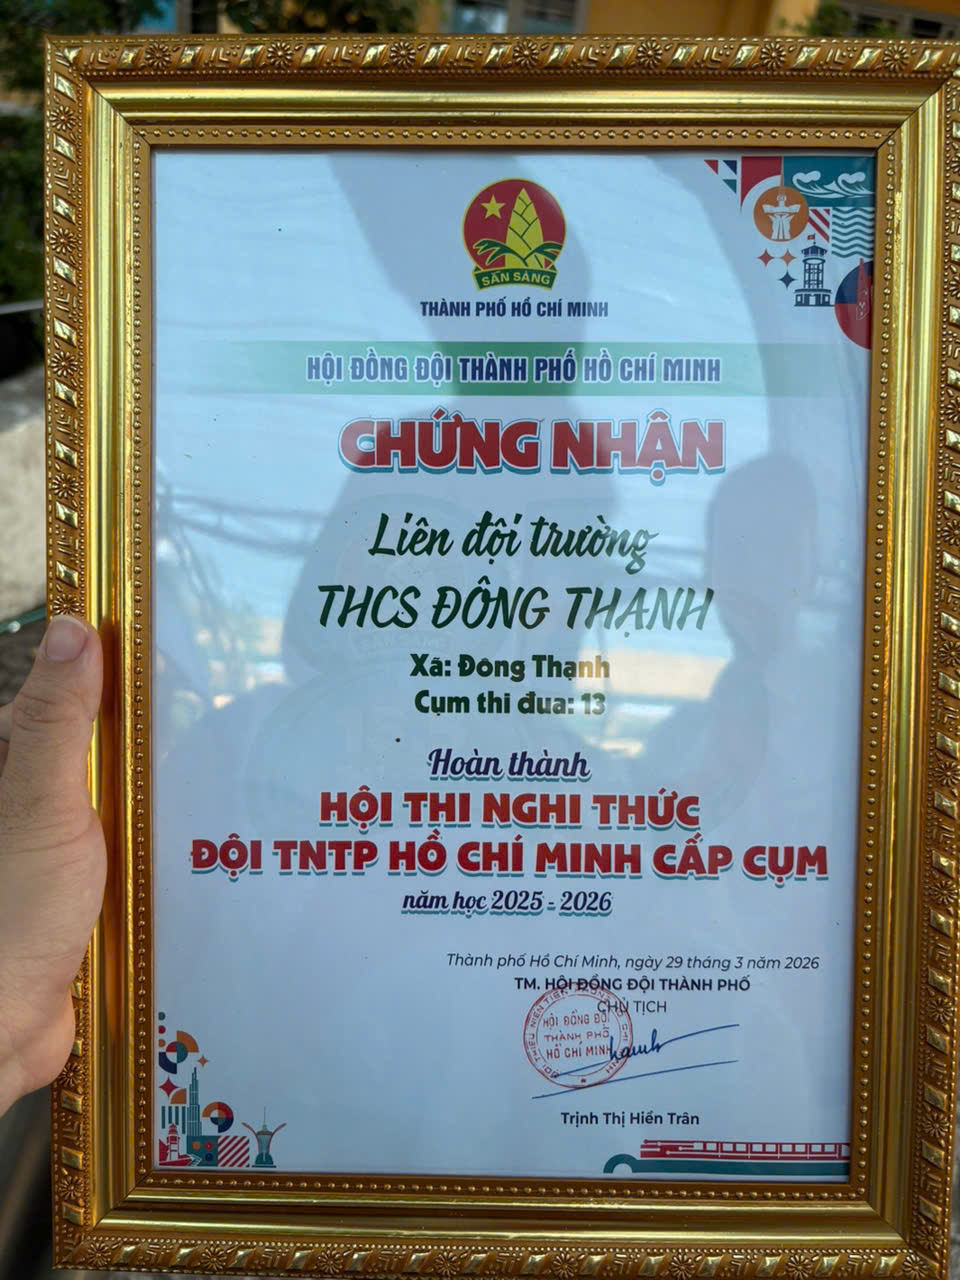 SẴN SÀNG
THÀNH PHỐ HỒ CHÍ MINH
HỘI ĐỒNG ĐỘI THÀNH PHỐ HỒ CHÍ MINH
CHỨNG NHẬN
Liên đội trường
THCS ĐÔNG THẠNH
Xã: Đông Thạnh
Cụm thi đua: 13
Hoàn thành
HỘI THI NGHI THỨC
ĐỘI TNTP HỒ CHÍ MINH CẤP CỤM
năm học 2025 - 2026
Thành phố Hồ Chí Minh, ngày 29 tháng 3 năm 2026
TM. HỘI ĐỒNG ĐỘI THÀNH PHỐ
CHỦ TỊCH
HỘI ĐỒNG ĐỘI
THÀNH PHỐ
HỒ CHÍ MINH
Trịnh Thị Hiền Trân